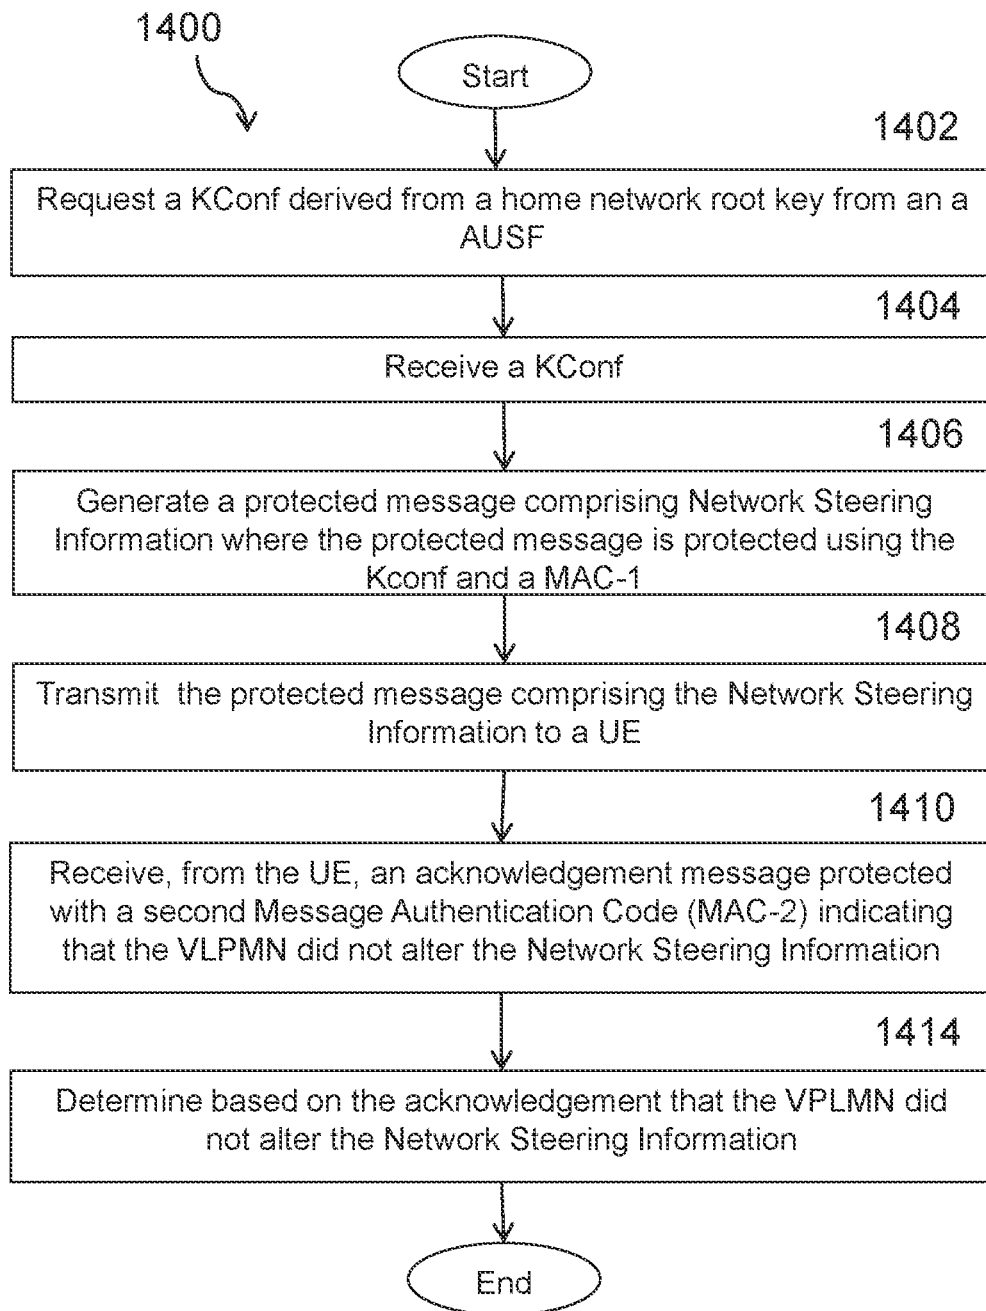 1400
Start
1402
Request a KConf derived from a home network root key from an a
AUSF
1404
Receive a KConf
1406
Generate a protected message comprising Network Steering
Information where the protected message is protected using the
Kconf and a MAC-1
1408
Transmit the protected message comprising the Network Steering
Information to a UE
1410
Receive, from the UE, an acknowledgement message protected
with a second Message Authentication Code (MAC-2) indicating
that the VLPMN did not alter the Network Steering Information
1414
Determine based on the acknowledgement that the VPLMN did
not alter the Network Steering Information
End